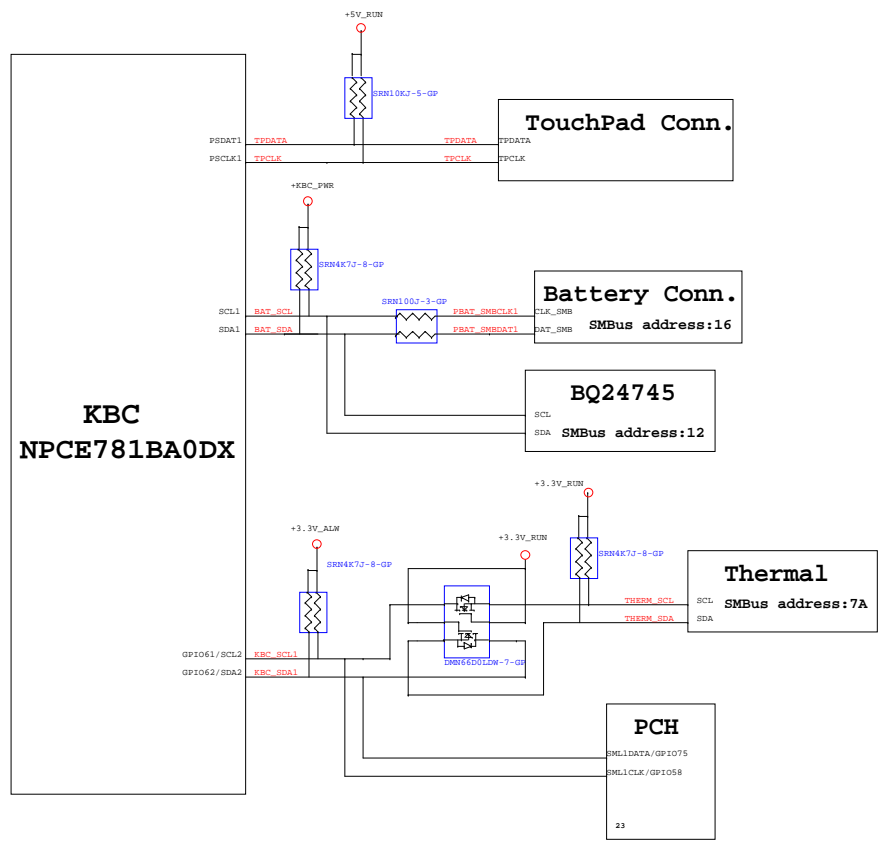 +5V_RUN
SRN10KJ-5-GP
TouchPad Conn.
PSDAT1 TPDATA TPDATA TPDATA
PSCLK1 TPCLK TPCLK TPCLK
+KBC_PWR
SRN4K7J-8-GP
SRN100J-3-GP
Battery Conn.
SCL1 BAT_SCL PBAT_SMBCLK1 CLK_SMB
SMBus address:16
SDA1 BAT_SDA PBAT_SMBDAT1 DAT_SMB
BQ24745
SCL
SDA SMBus address:12
KBC
NPCE781BA0DX
+3.3V_RUN
+3.3V_ALW
+3.3V_RUN
SRN4K7J-8-GP
SRN4K7J-8-GP
Thermal
THERM_SCL SCL SMBus address:7A
THERM_SDA SDA
GPIO61/SCL2 KBC_SCL1
DMN66D0LDW-7-GP
GPIO62/SDA2 KBC_SDA1
PCH
SML1DATA/GPIO75
SML1CLK/GPIO58
23